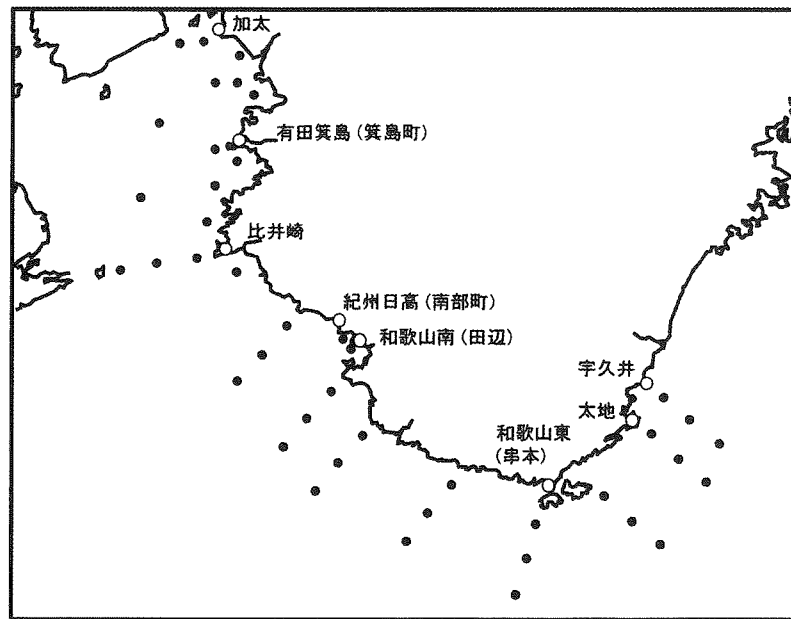 加太
有田箕島(箕島町)
比井崎
紀州日高(南部町)
和歌山南(田辺)
宇久井
太地
和歌山東
(串本)